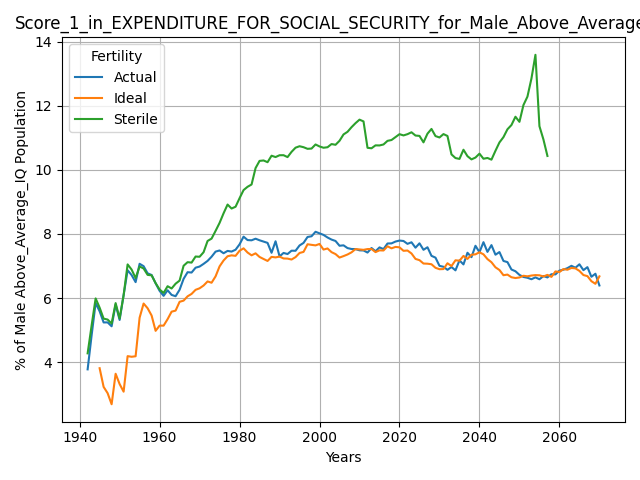 Score_1_in_EXPENDITURE_FOR_SOCIAL_SECURITY_for_Male_Above_Average
14
12
10
8
6
4
% of Male Above_Average_IQ Population
Fertility
Actual
Ideal
Sterile
1940 1960 1980 2000 2020 2040 2060
Years